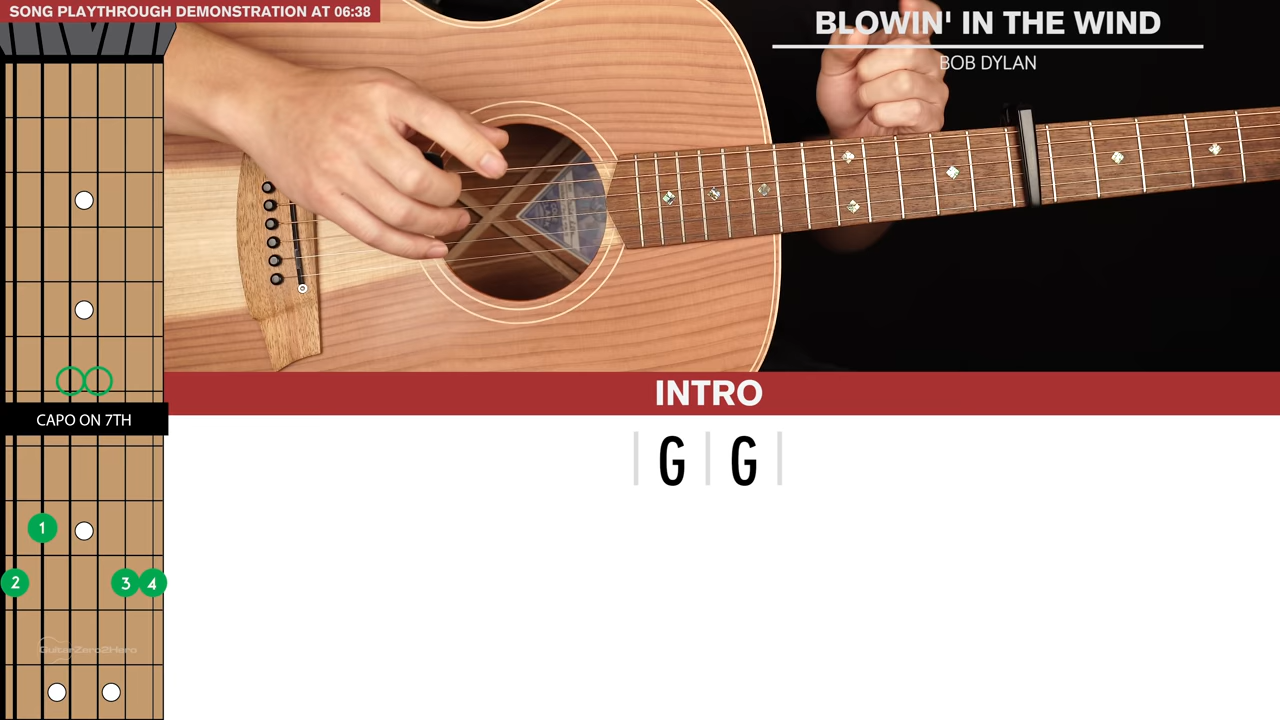 SONG PLAYTHROUGH DEMONSTRATION AT 06:38
BLOWIN' IN THE WIND
BOB DYLAN
INTRO
CAPO ON 7TH
G G
1
2 3 4
GuitarZero2Hero